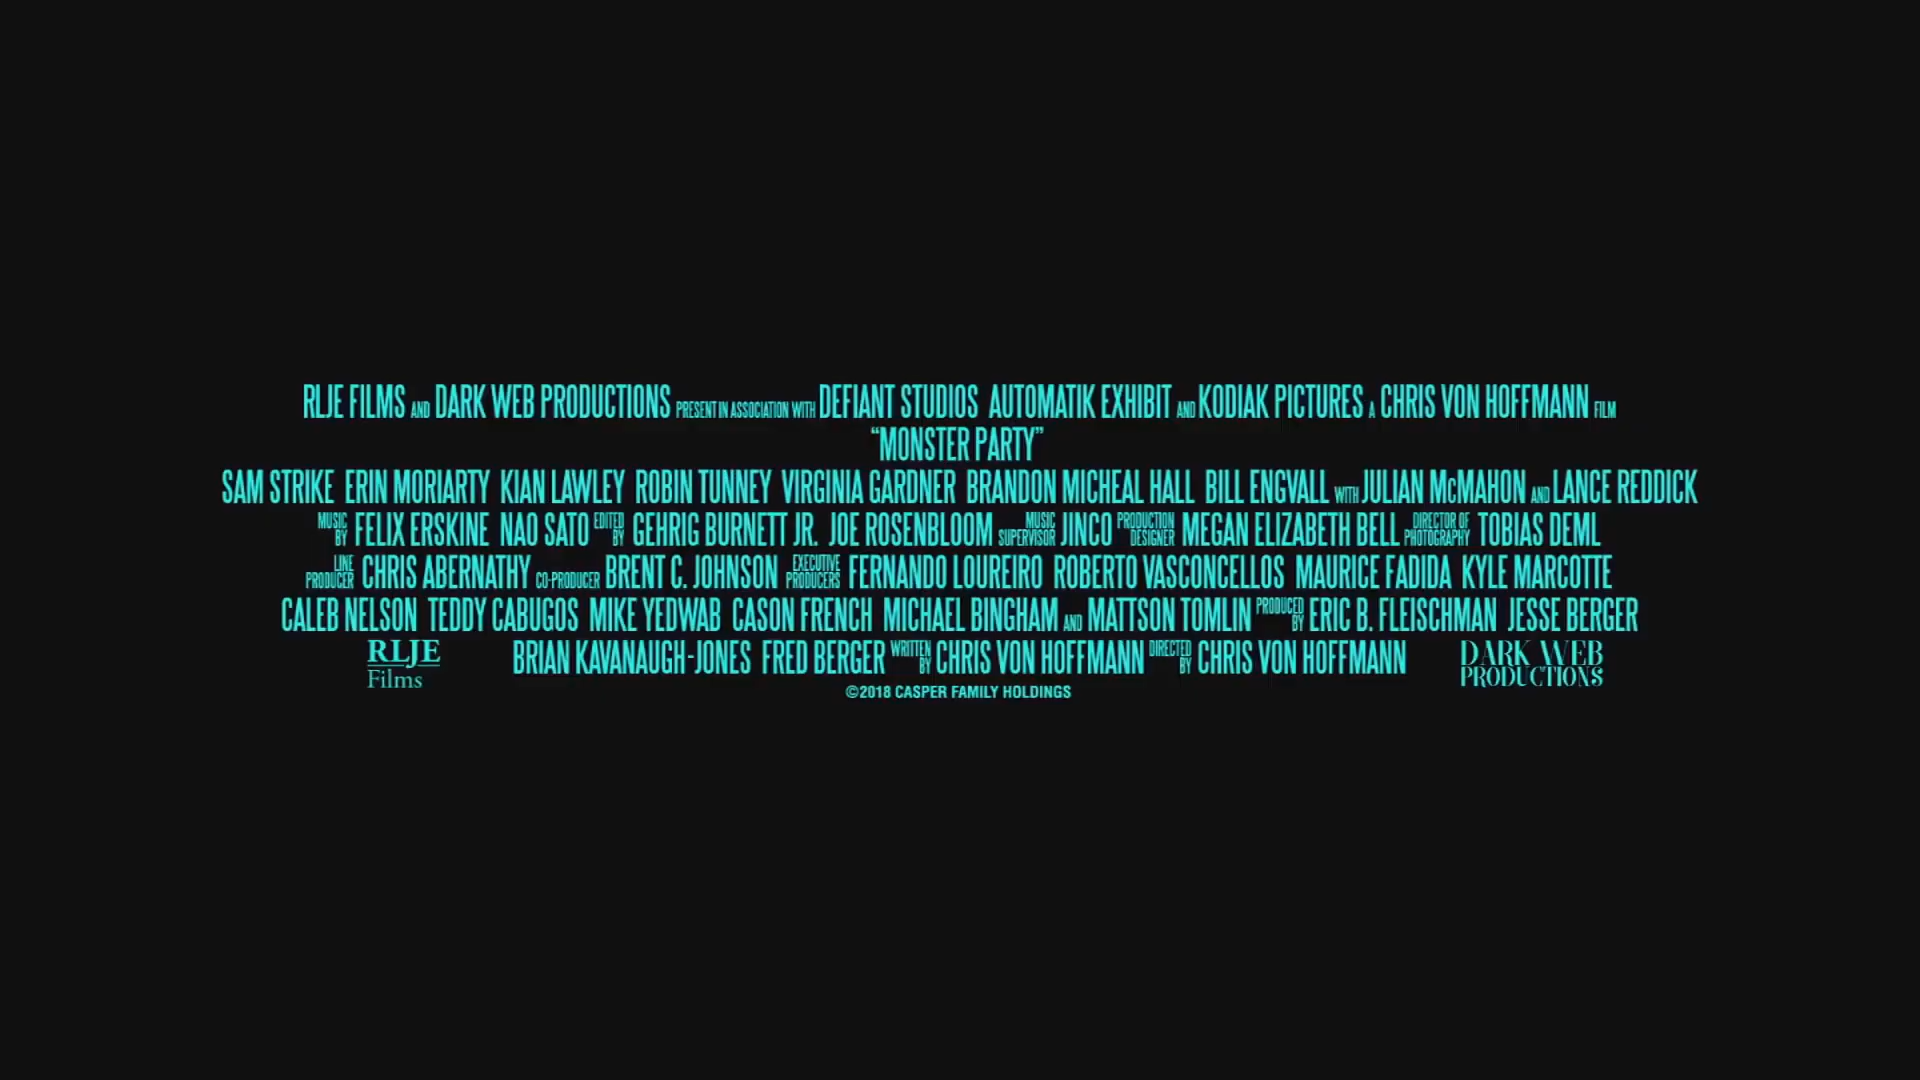 RLJE FILMS AND DARK WEB PRODUCTIONS PRESENT IN ASSOCIATION WITH DEFIANT STUDIOS AUTOMATIK EXHIBIT AND KODIAK PICTURES A CHRIS VON HOFFMANN FILM
“MONSTER PARTY”
SAM STRIKE ERIN MORIARTY KIAN LAWLEY ROBIN TUNNEY VIRGINIA GARDNER BRANDON MICHEAL HALL BILL ENGVALL WITH JULIAN McMAHON AND LANCE REDDICK
MUSIC BY FELIX ERSKINE NAO SATO EDITED BY GEHRIG BURNETT JR. JOE ROSENBLOOM MUSIC SUPERVISOR JINCO PRODUCTION DESIGNER MEGAN ELIZABETH BELL DIRECTOR OF PHOTOGRAPHY TOBIAS DEML
LINE PRODUCER CHRIS ABERNATHY CO-PRODUCER BRENT C. JOHNSON EXECUTIVE PRODUCERS FERNANDO LOUREIRO ROBERTO VASCONCELLOS MAURICE FADIDA KYLE MARCOTTE
CALEB NELSON TEDDY CABUGOS MIKE YEDWAB CASON FRENCH MICHAEL BINGHAM AND MATTSON TOMLIN PRODUCED BY ERIC B. FLEISCHMAN JESSE BERGER
BRIAN KAVANAUGH-JONES FRED BERGER WRITTEN BY CHRIS VON HOFFMANN DIRECTED BY CHRIS VON HOFFMANN
RLJE
Films
DARK WEB
PRODUCTIONS
©2018 CASPER FAMILY HOLDINGS